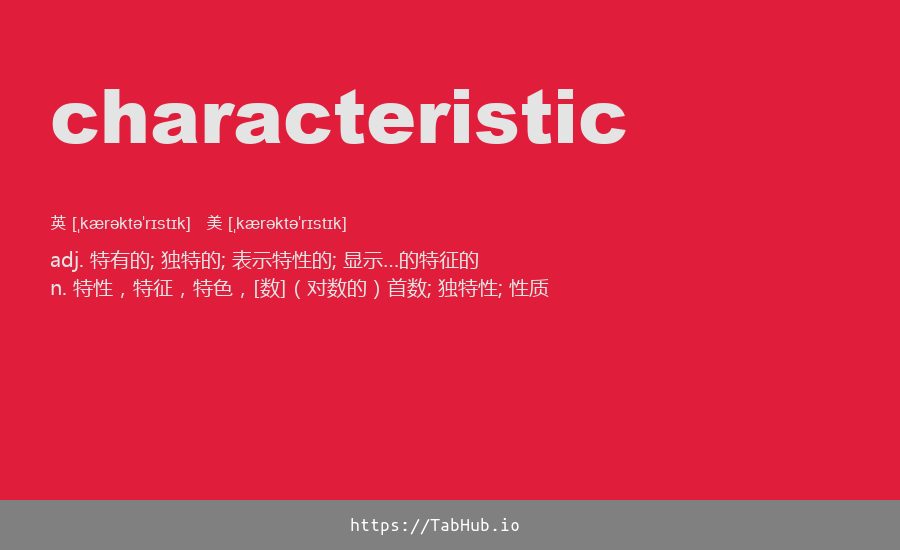 characteristic
英 [ˌkærəktəˈrɪstɪk] 美 [ˌkærəktəˈrɪstɪk]
adj. 特有的; 独特的; 表示特性的; 显示…的特征的
n. 特性，特征，特色，[数]（对数的）首数; 独特性; 性质
https://TabHub.io